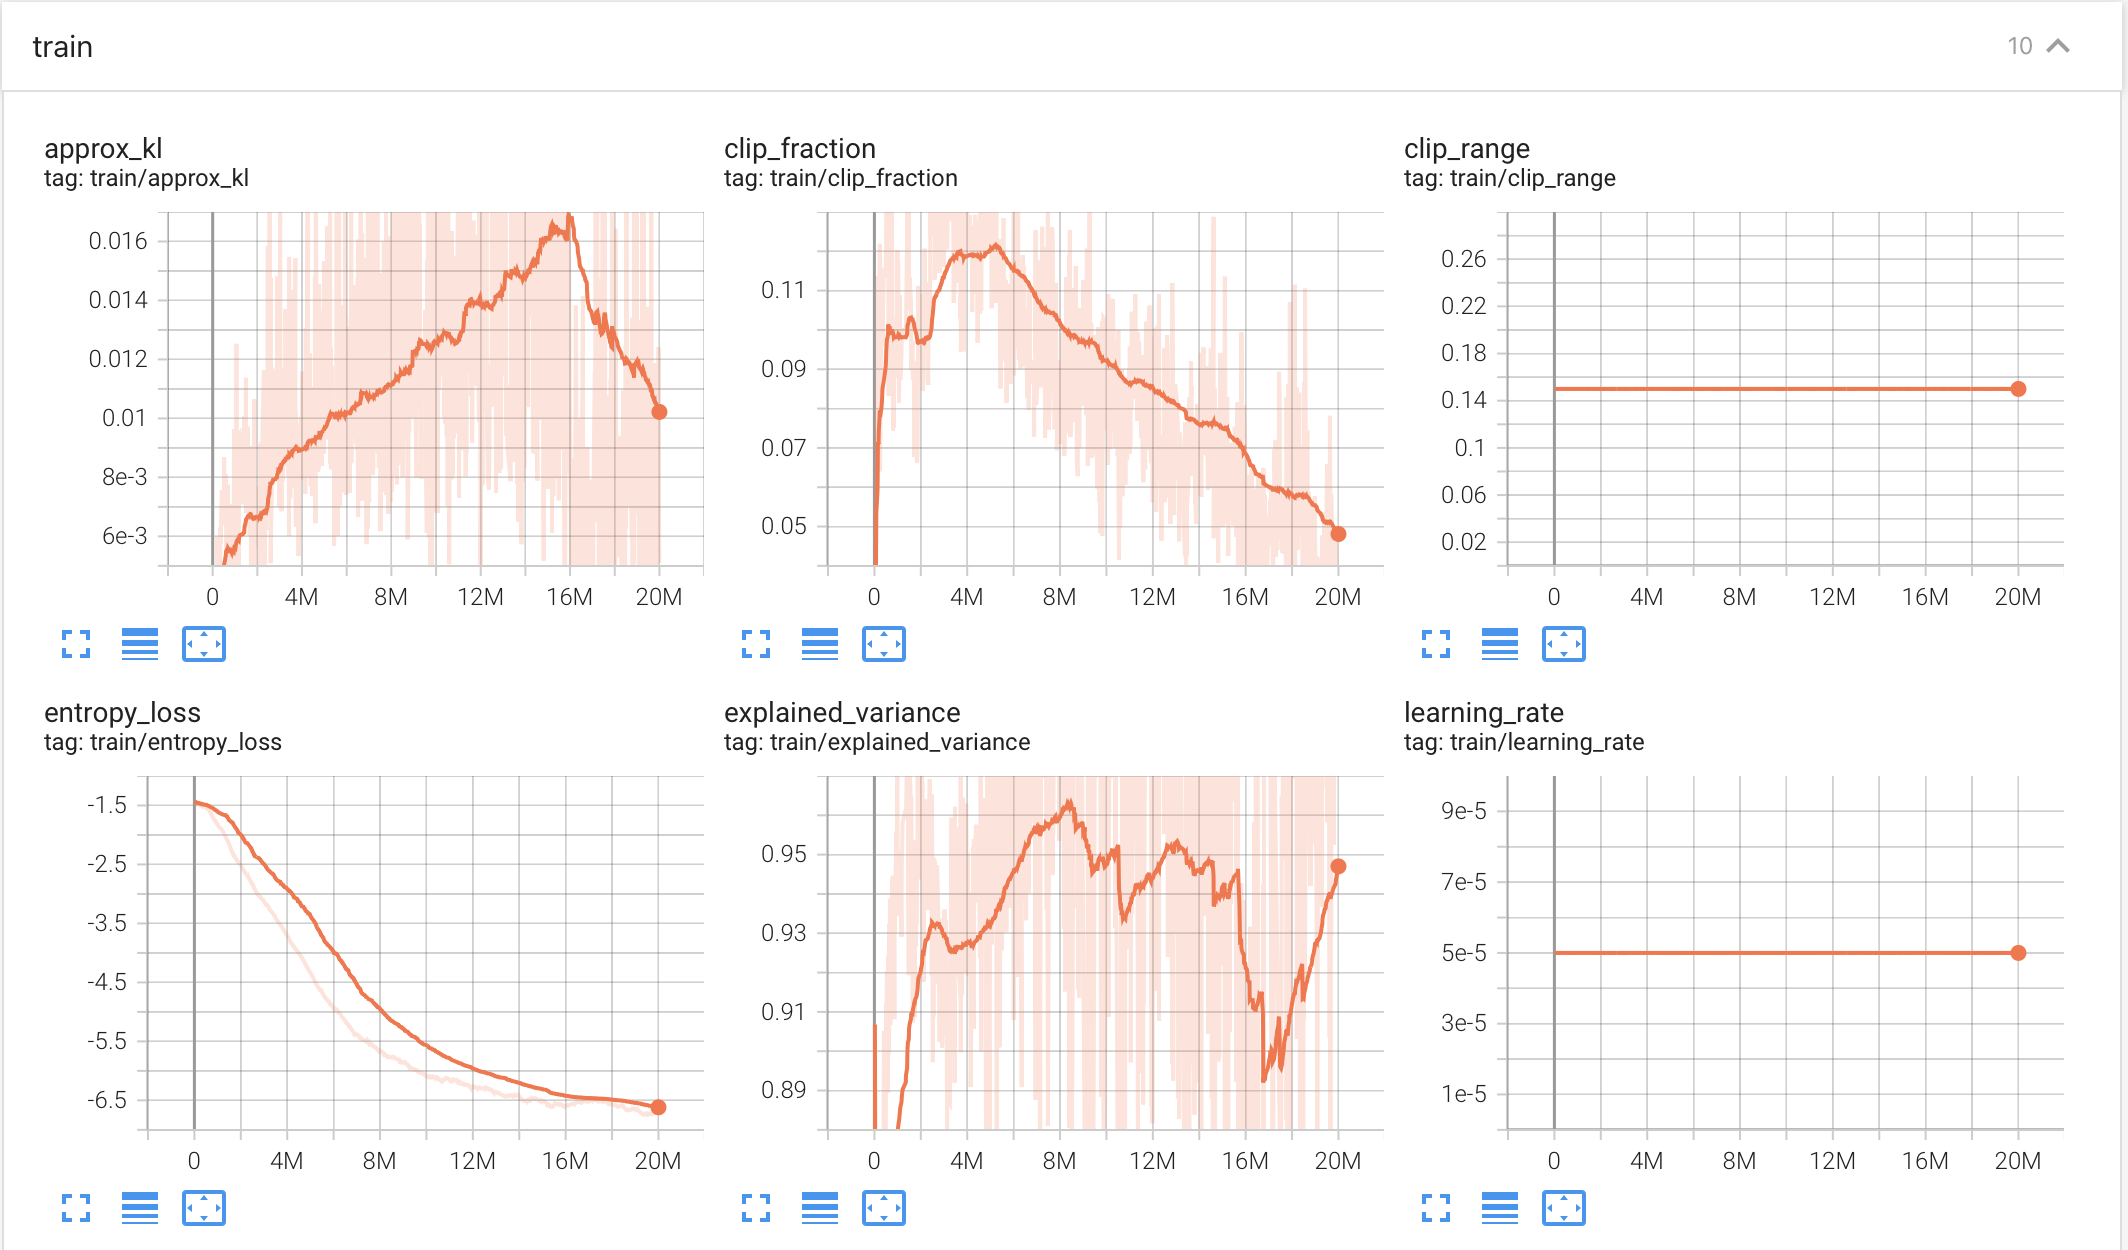 train
10
approx_kl
tag: train/approx_kl
0.016
0.014
0.012
0.01
8e-3
6e-3
0 4M 8M 12M 16M 20M
clip_fraction
tag: train/clip_fraction
0.11
0.09
0.07
0.05
0 4M 8M 12M 16M 20M
clip_range
tag: train/clip_range
0.26
0.22
0.18
0.14
0.1
0.06
0.02
0 4M 8M 12M 16M 20M
entropy_loss
tag: train/entropy_loss
-1.5
-2.5
-3.5
-4.5
-5.5
-6.5
0 4M 8M 12M 16M 20M
explained_variance
tag: train/explained_variance
0.95
0.93
0.91
0.89
0 4M 8M 12M 16M 20M
learning_rate
tag: train/learning_rate
9e-5
7e-5
5e-5
3e-5
1e-5
0 4M 8M 12M 16M 20M